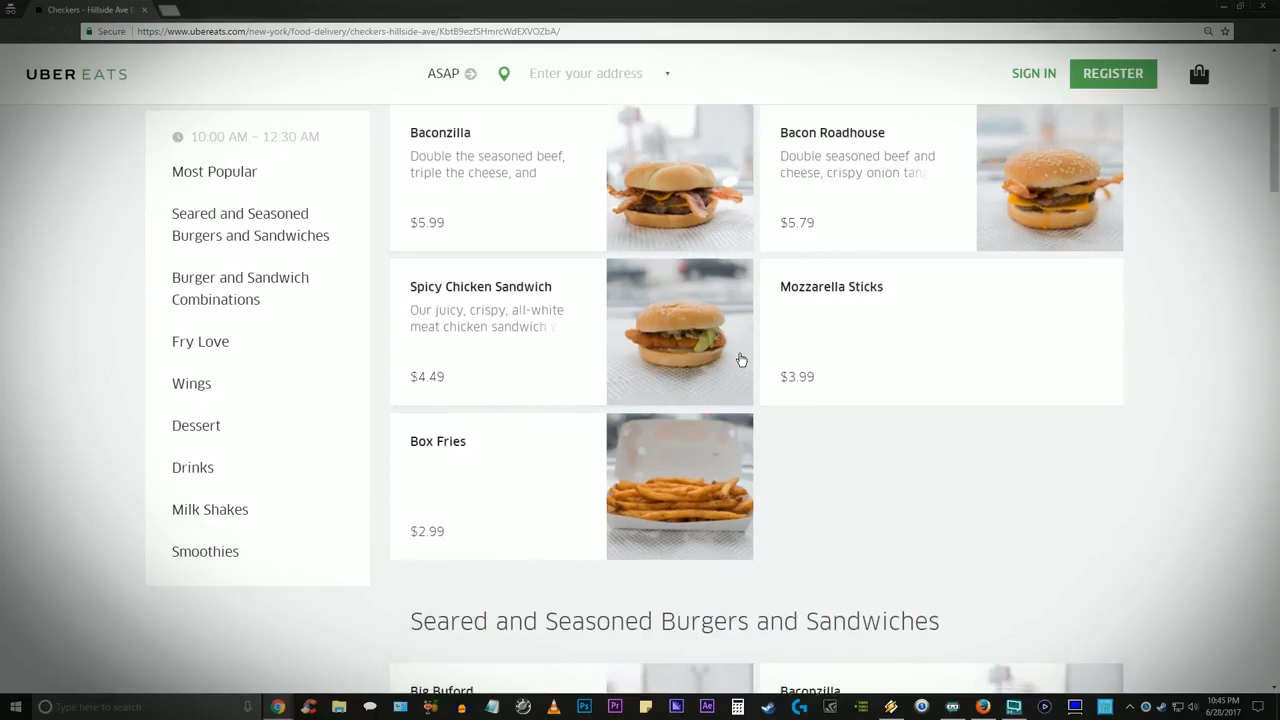 Checkers - Hillside Ave
Secure
https://www.ubereats.com/new-york/food-delivery/checkers-hillside-ave/KbtB9ezfSHmrcWdEXVOZbA/
UBER EATS
ASAP
Enter your address
SIGN IN
REGISTER
10:00 AM – 12:30 AM
Most Popular
Seared and Seasoned
Burgers and Sandwiches
Burger and Sandwich
Combinations
Fry Love
Wings
Dessert
Drinks
Milk Shakes
Smoothies
Baconzilla
Double the seasoned beef,
triple the cheese, and
$5.99
Bacon Roadhouse
Double seasoned beef and
cheese, crispy onion tang
$5.79
Spicy Chicken Sandwich
Our juicy, crispy, all-white
meat chicken sandwich w
$4.49
Mozzarella Sticks
$3.99
Box Fries
$2.99
Seared and Seasoned Burgers and Sandwiches
Big Buford
Baconzilla
Type here to search
Ps
Pr
Ae
10:45 PM
6/28/2017